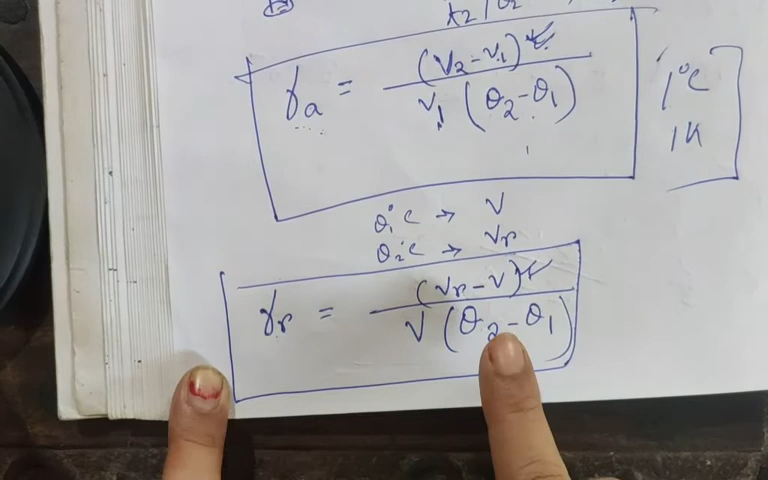 γa = (V2 - V1) / V1 (θ2 - θ1)
1°C
1K
θ1°C → V
θ2°C → Vr
γr = (Vr - V) / V (θ2 - θ1)